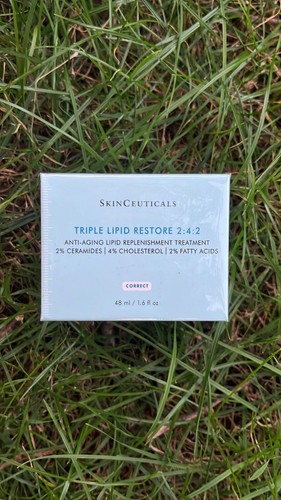 SKINCEUTICALS
TRIPLE LIPID RESTORE 2:4:2
ANTI-AGING LIPID REPLENISHMENT TREATMENT
2% CERAMIDES | 4% CHOLESTEROL | 2% FATTY ACIDS
CORRECT
48 ml / 1.6 fl oz